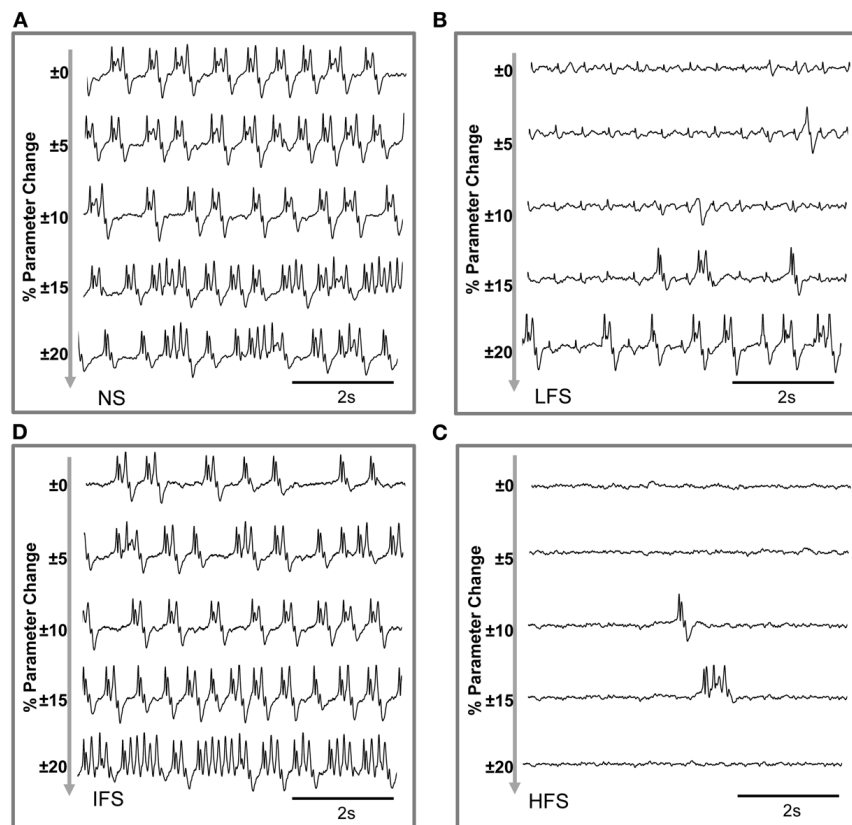 A
% Parameter Change
±0
±5
±10
±15
±20
NS
2s
B
% Parameter Change
±0
±5
±10
±15
±20
LFS
2s
D
% Parameter Change
±0
±5
±10
±15
±20
IFS
2s
C
% Parameter Change
±0
±5
±10
±15
±20
HFS
2s